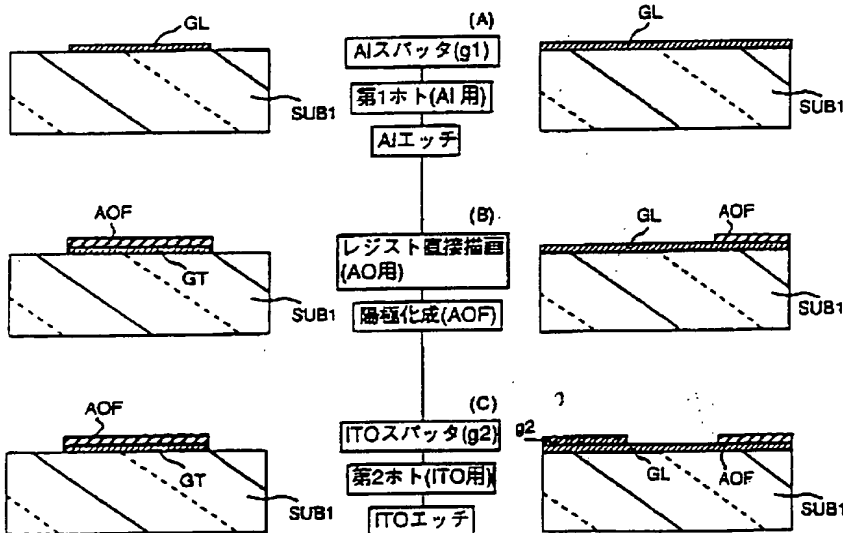 (A)
GL
SUB1
Alスパッタ(g1)
第1ホト(Al用)
Alエッチ
GL
SUB1
(B)
AOF
GT
SUB1
レジスト直接描画
(AO用)
陽極化成(AOF)
GL
AOF
SUB1
(C)
AOF
GT
SUB1
ITOスパッタ(g2)
第2ホト(ITO用)
ITOエッチ
g2
GL
AOF
SUB1